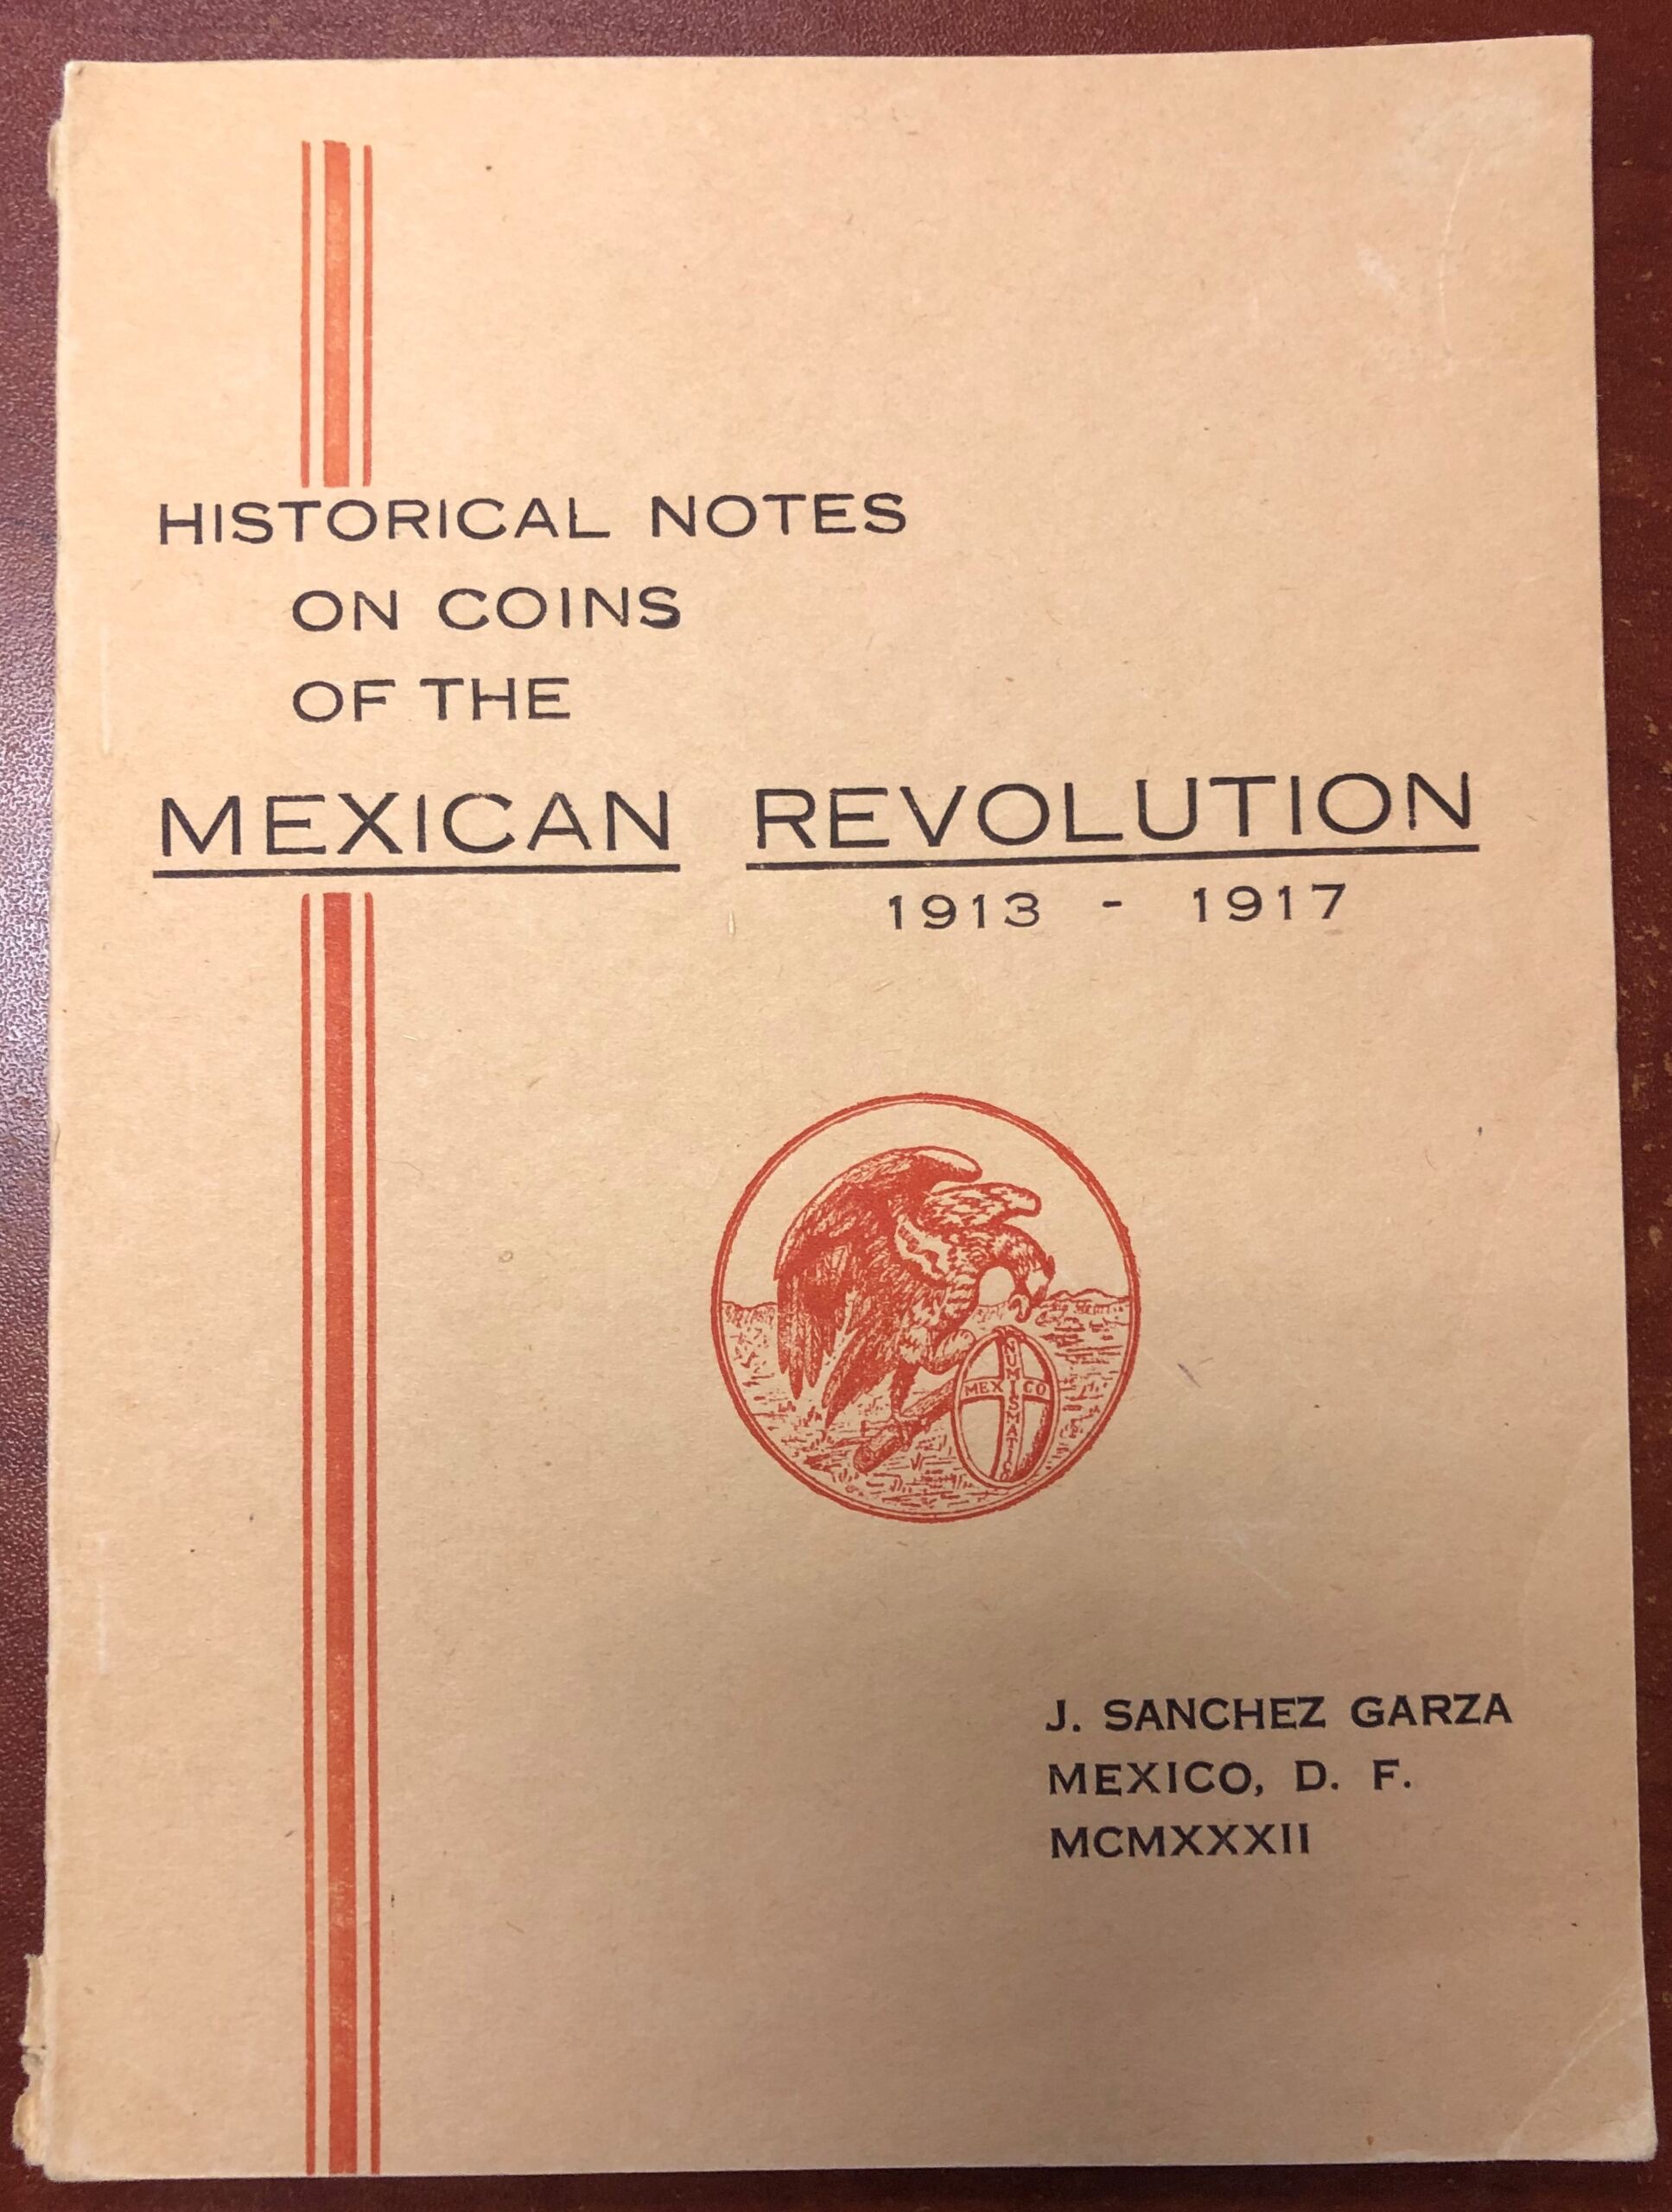 HISTORICAL NOTES
ON COINS
OF THE
MEXICAN REVOLUTION
1913 - 1917
MEXICO
NUMISMATICA
J. SANCHEZ GARZA
MEXICO, D. F.
MCMXXXII